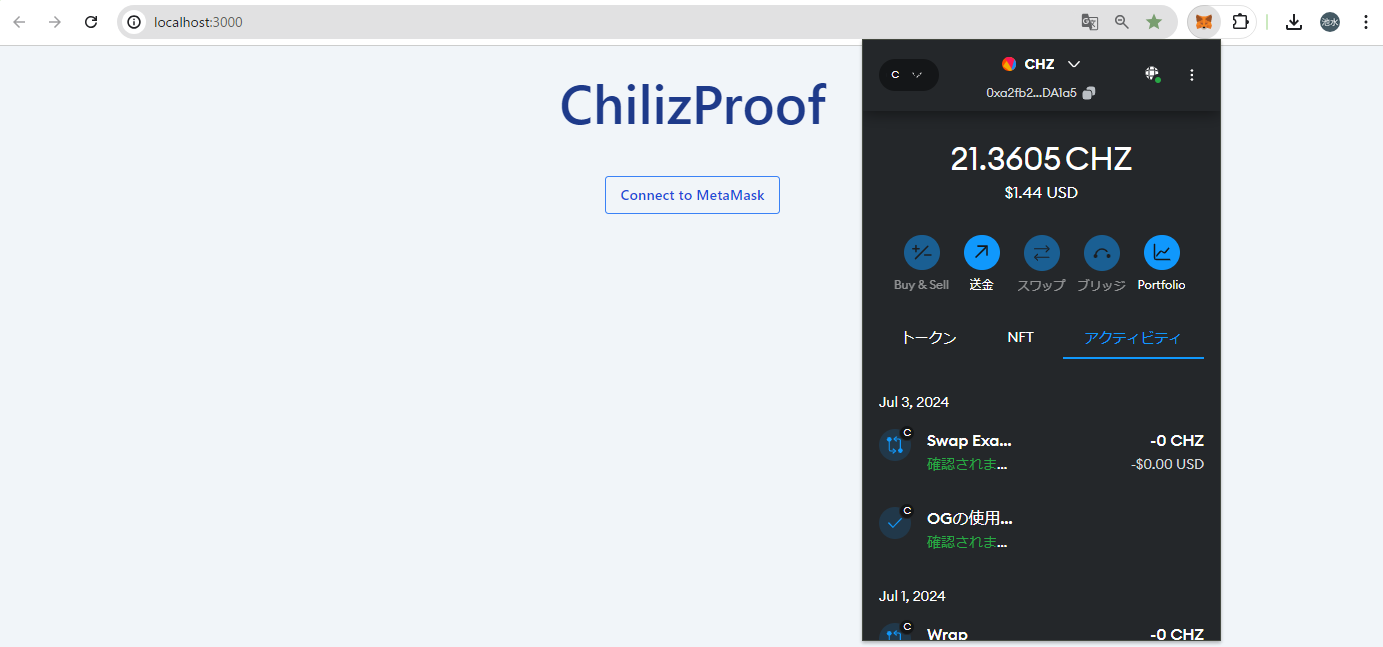 localhost:3000
池水
ChilizProof
Connect to MetaMask
C
CHZ
0xa2fb2...DA1a5
21.3605 CHZ
$1.44 USD
Buy & Sell
送金
スワップ
ブリッジ
Portfolio
トークン
NFT
アクティビティ
Jul 3, 2024
C
Swap Exa...
-0 CHZ
確認されま...
-$0.00 USD
C
OGの使用...
確認されま...
Jul 1, 2024
C
Wrap
-0 CHZ